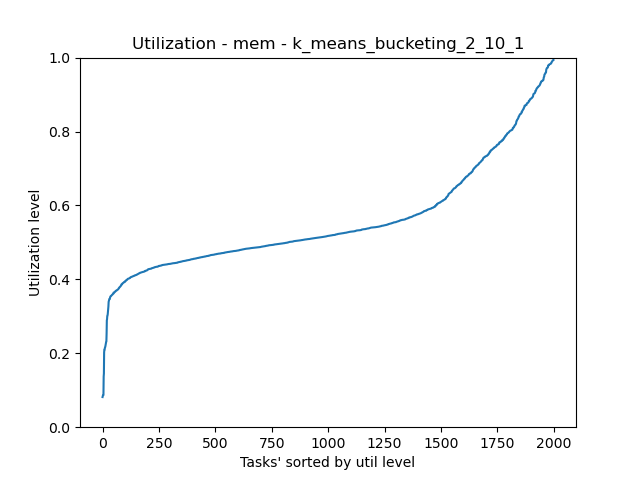 Utilization - mem - k_means_bucketing_2_10_1
Utilization level
1.0
0.8
0.6
0.4
0.2
0.0
0 250 500 750 1000 1250 1500 1750 2000
Tasks' sorted by util level